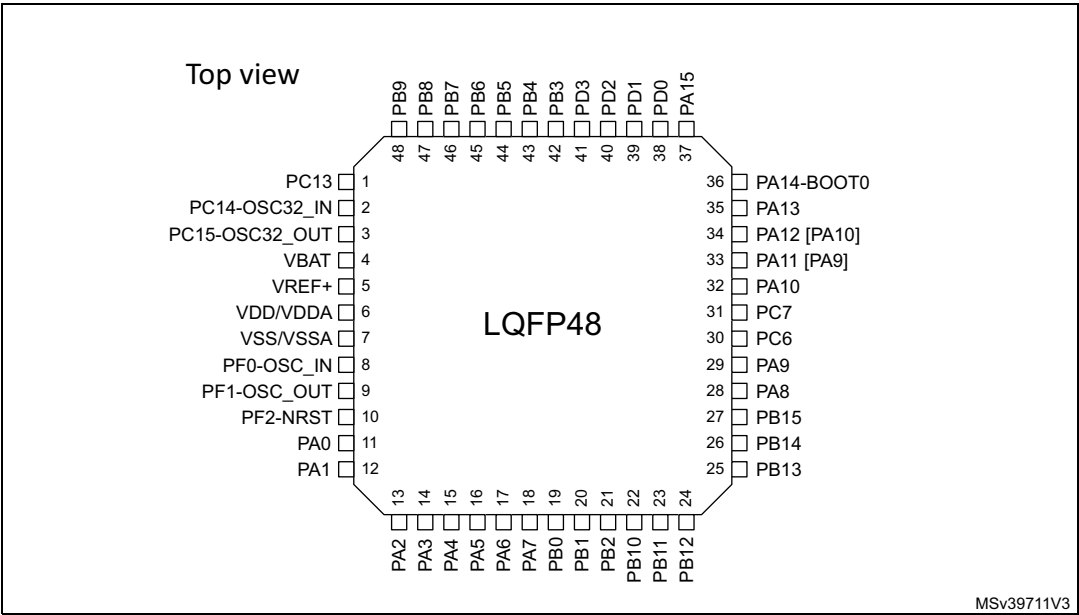 Top view
PB9 PB8 PB7 PB6 PB5 PB4 PB3 PD3 PD2 PD1 PD0 PA15
48 47 46 45 44 43 42 41 40 39 38 37
PC13 1 36 PA14-BOOT0
PC14-OSC32_IN 2 35 PA13
PC15-OSC32_OUT 3 34 PA12 [PA10]
VBAT 4 33 PA11 [PA9]
VREF+ 5 32 PA10
VDD/VDDA 6 31 PC7
LQFP48
VSS/VSSA 7 30 PC6
PF0-OSC_IN 8 29 PA9
PF1-OSC_OUT 9 28 PA8
PF2-NRST 10 27 PB15
PA0 11 26 PB14
PA1 12 25 PB13
13 14 15 16 17 18 19 20 21 22 23 24
PA2 PA3 PA4 PA5 PA6 PA7 PB0 PB1 PB2 PB10 PB11 PB12
MSv39711V3